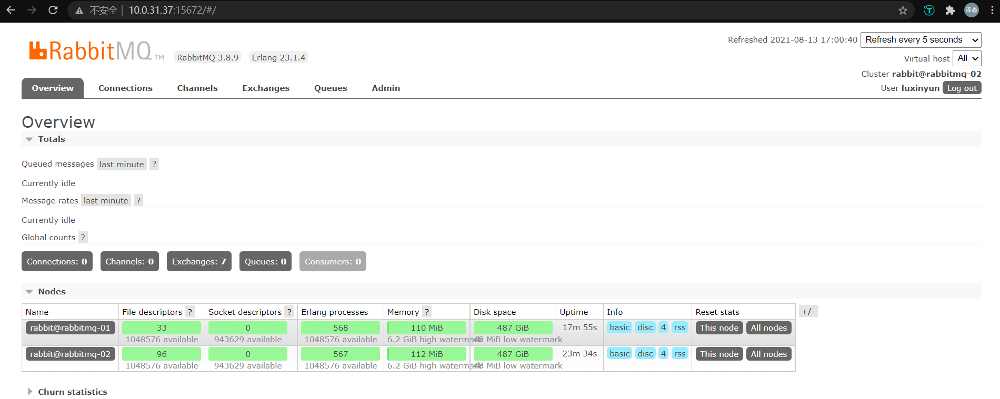 不安全 10.0.31.37:15672/#/ 泽森
RabbitMQ TM RabbitMQ 3.8.9 Erlang 23.1.4
Refreshed 2021-08-13 17:00:40 Refresh every 5 seconds
Virtual host All
Cluster rabbit@rabbitmq-02
User luxinyun Log out
Overview Connections Channels Exchanges Queues Admin
Overview
Totals
Queued messages last minute ?
Currently idle
Message rates last minute ?
Currently idle
Global counts ?
Connections: 0 Channels: 0 Exchanges: 7 Queues: 0 Consumers: 0
Nodes
Name File descriptors ? Socket descriptors ? Erlang processes Memory ? Disk space Uptime Info Reset stats +/-
rabbit@rabbitmq-01 33 0 568 110 MiB 487 GiB 17m 55s basic disc 4 rss This node All nodes
1048576 available 943629 available 1048576 available 6.2 GiB high watermark 48 MiB low watermark
rabbit@rabbitmq-02 96 0 567 112 MiB 487 GiB 23m 34s basic disc 4 rss This node All nodes
1048576 available 943629 available 1048576 available 6.2 GiB high watermark 48 MiB low watermark
Churn statistics